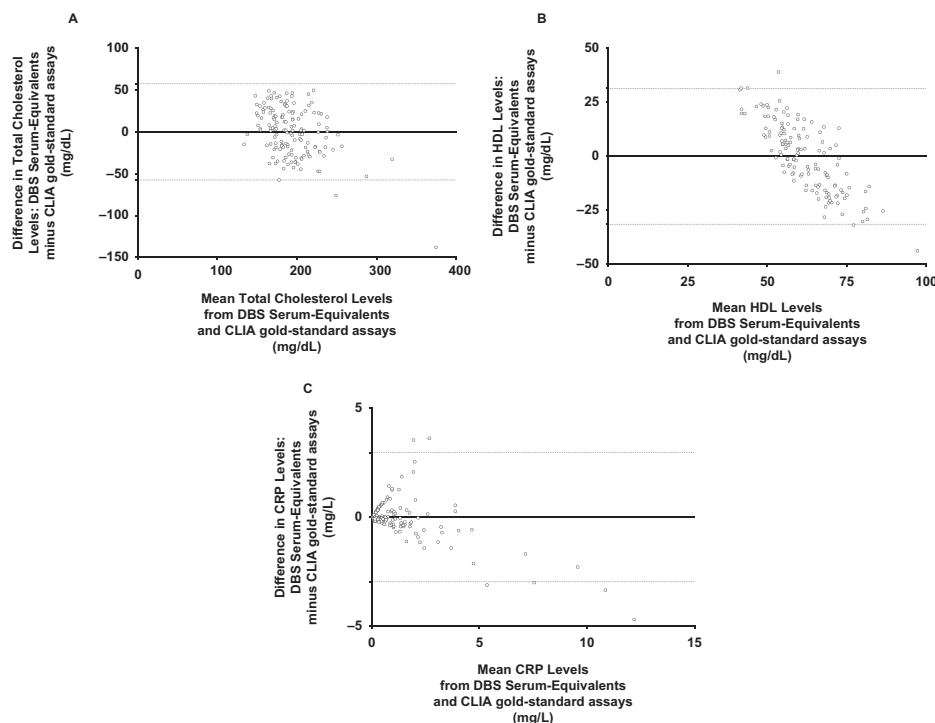 A
Difference in Total Cholesterol
Levels: DBS Serum-Equivalents
minus CLIA gold-standard assays
(mg/dL)
100
50
0
–50
–100
–150
0
100
200
300
400
Mean Total Cholesterol Levels
from DBS Serum-Equivalents
and CLIA gold-standard assays
(mg/dL)
B
Difference in HDL Levels:
DBS Serum-Equivalents
minus CLIA gold-standard assays
(mg/dL)
50
25
0
–25
–50
0
25
50
75
100
Mean HDL Levels
from DBS Serum-Equivalents
and CLIA gold-standard assays
(mg/dL)
C
Difference in CRP Levels:
DBS Serum-Equivalents
minus CLIA gold-standard assays
(mg/L)
5
0
–5
0
5
10
15
Mean CRP Levels
from DBS Serum-Equivalents
and CLIA gold-standard assays
(mg/L)